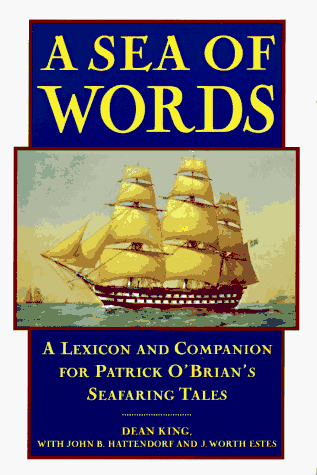 A SEA OF
WORDS
A LEXICON AND COMPANION
FOR PATRICK O'BRIAN'S
SEAFARING TALES
DEAN KING,
WITH JOHN B. HATTENDORF AND J. WORTH ESTES